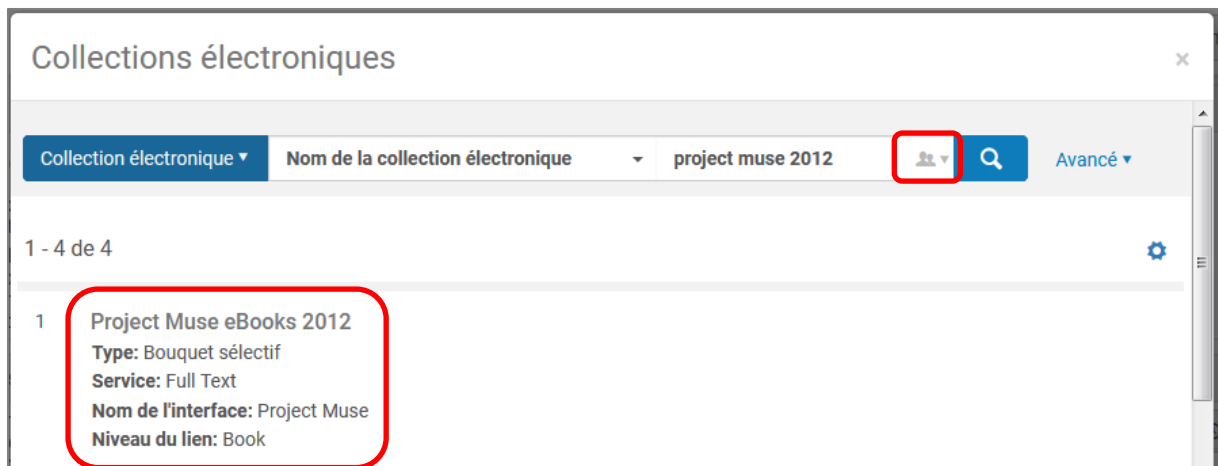 Collections électroniques
Collection électronique Nom de la collection électronique project muse 2012 Avancé
1 - 4 de 4
1 Project Muse eBooks 2012
Type: Bouquet sélectif
Service: Full Text
Nom de l'interface: Project Muse
Niveau du lien: Book